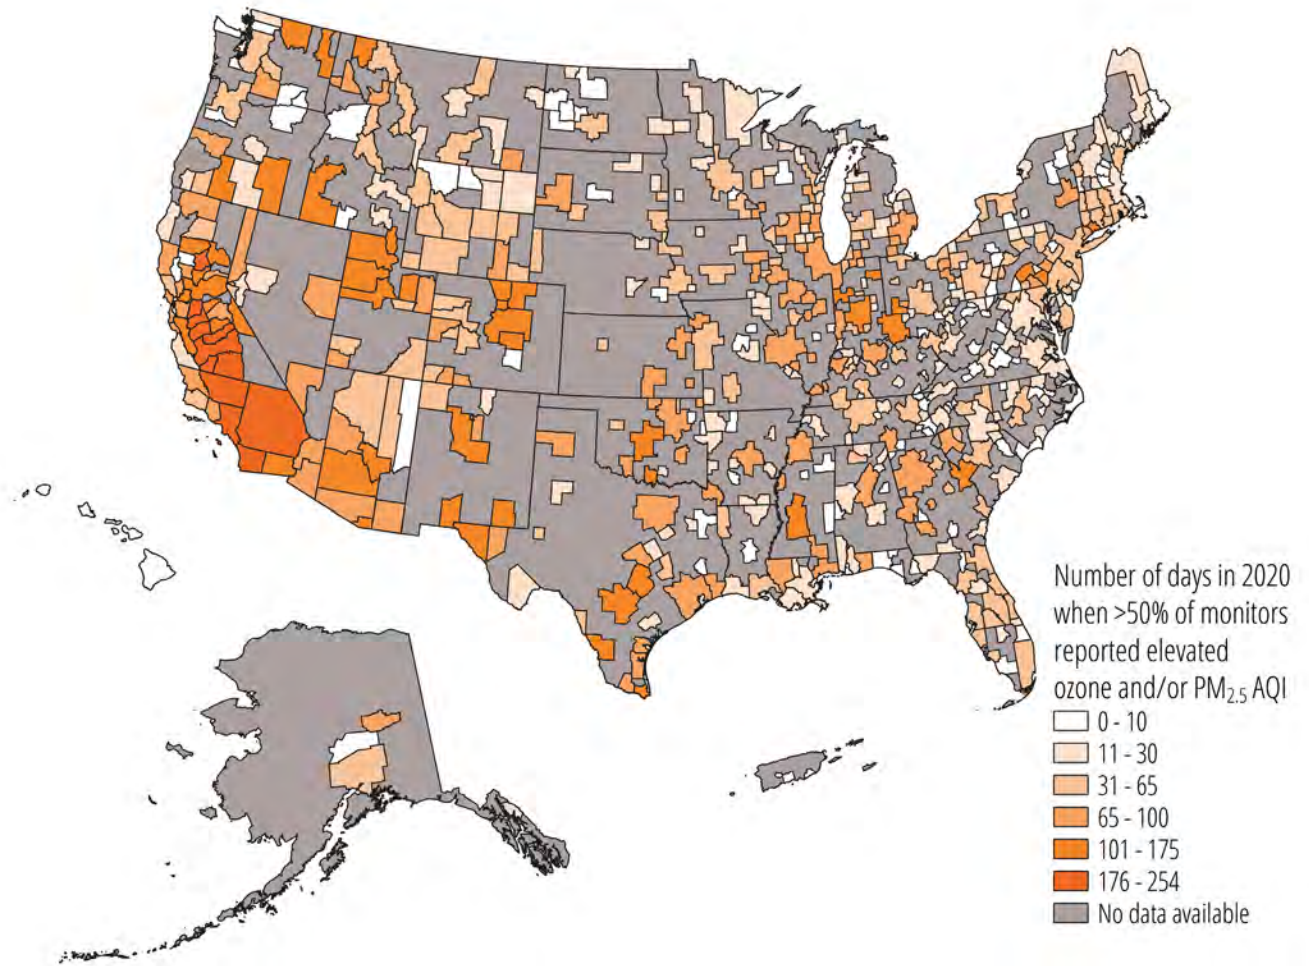 Number of days in 2020
when >50% of monitors
reported elevated
ozone and/or PM2.5 AQI
0 - 10
11 - 30
31 - 65
65 - 100
101 - 175
176 - 254
No data available